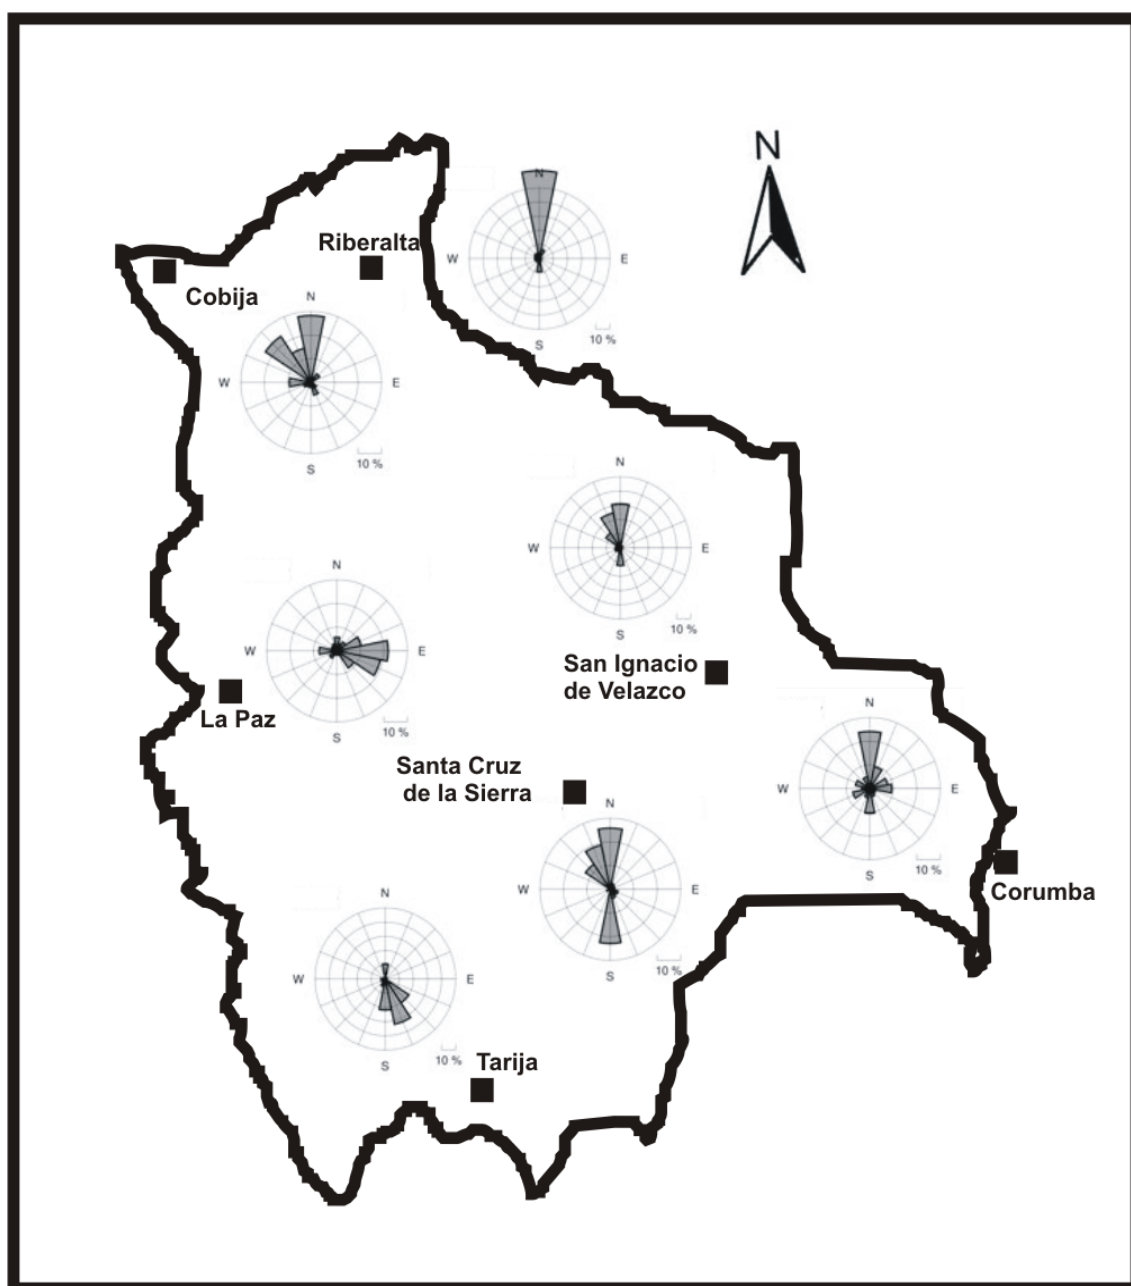 N
N
W
E
S
10 %
Riberalta
Cobija
N
W
E
S
10 %
N
W
E
S
10 %
N
W
E
S
10 %
San Ignacio
de Velazco
La Paz
N
W
E
S
10 %
Santa Cruz
de la Sierra
N
W
E
S
10 %
Corumba
N
W
E
S
10 %
Tarija